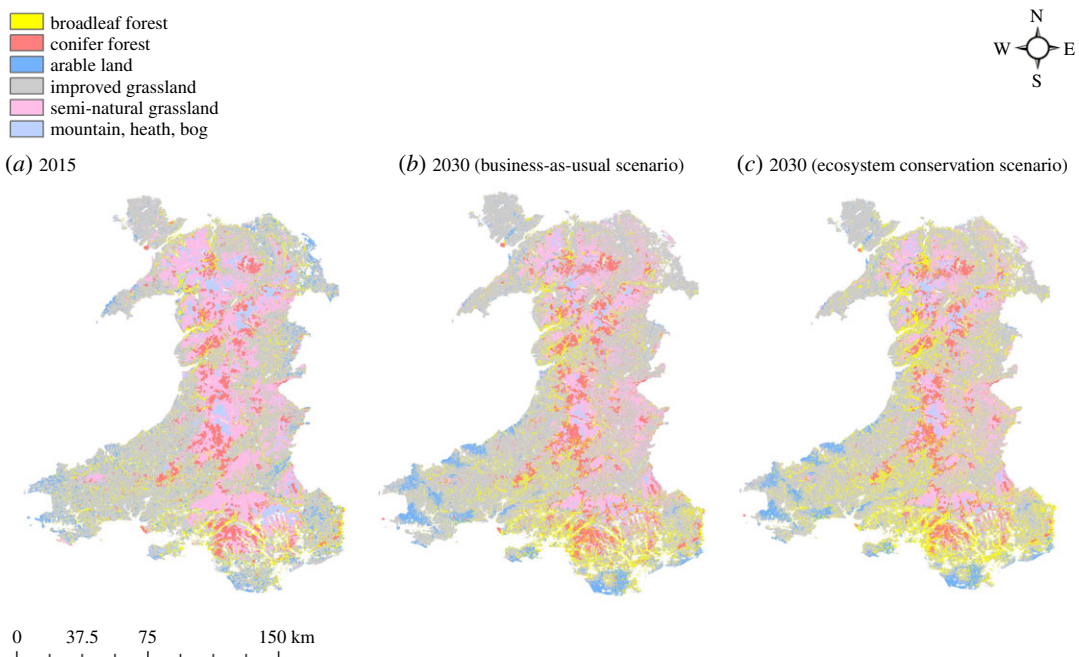 broadleaf forest
conifer forest
arable land
improved grassland
semi-natural grassland
mountain, heath, bog
N
W E
S
(a) 2015
(b) 2030 (business-as-usual scenario)
(c) 2030 (ecosystem conservation scenario)
0 37.5 75 150 km